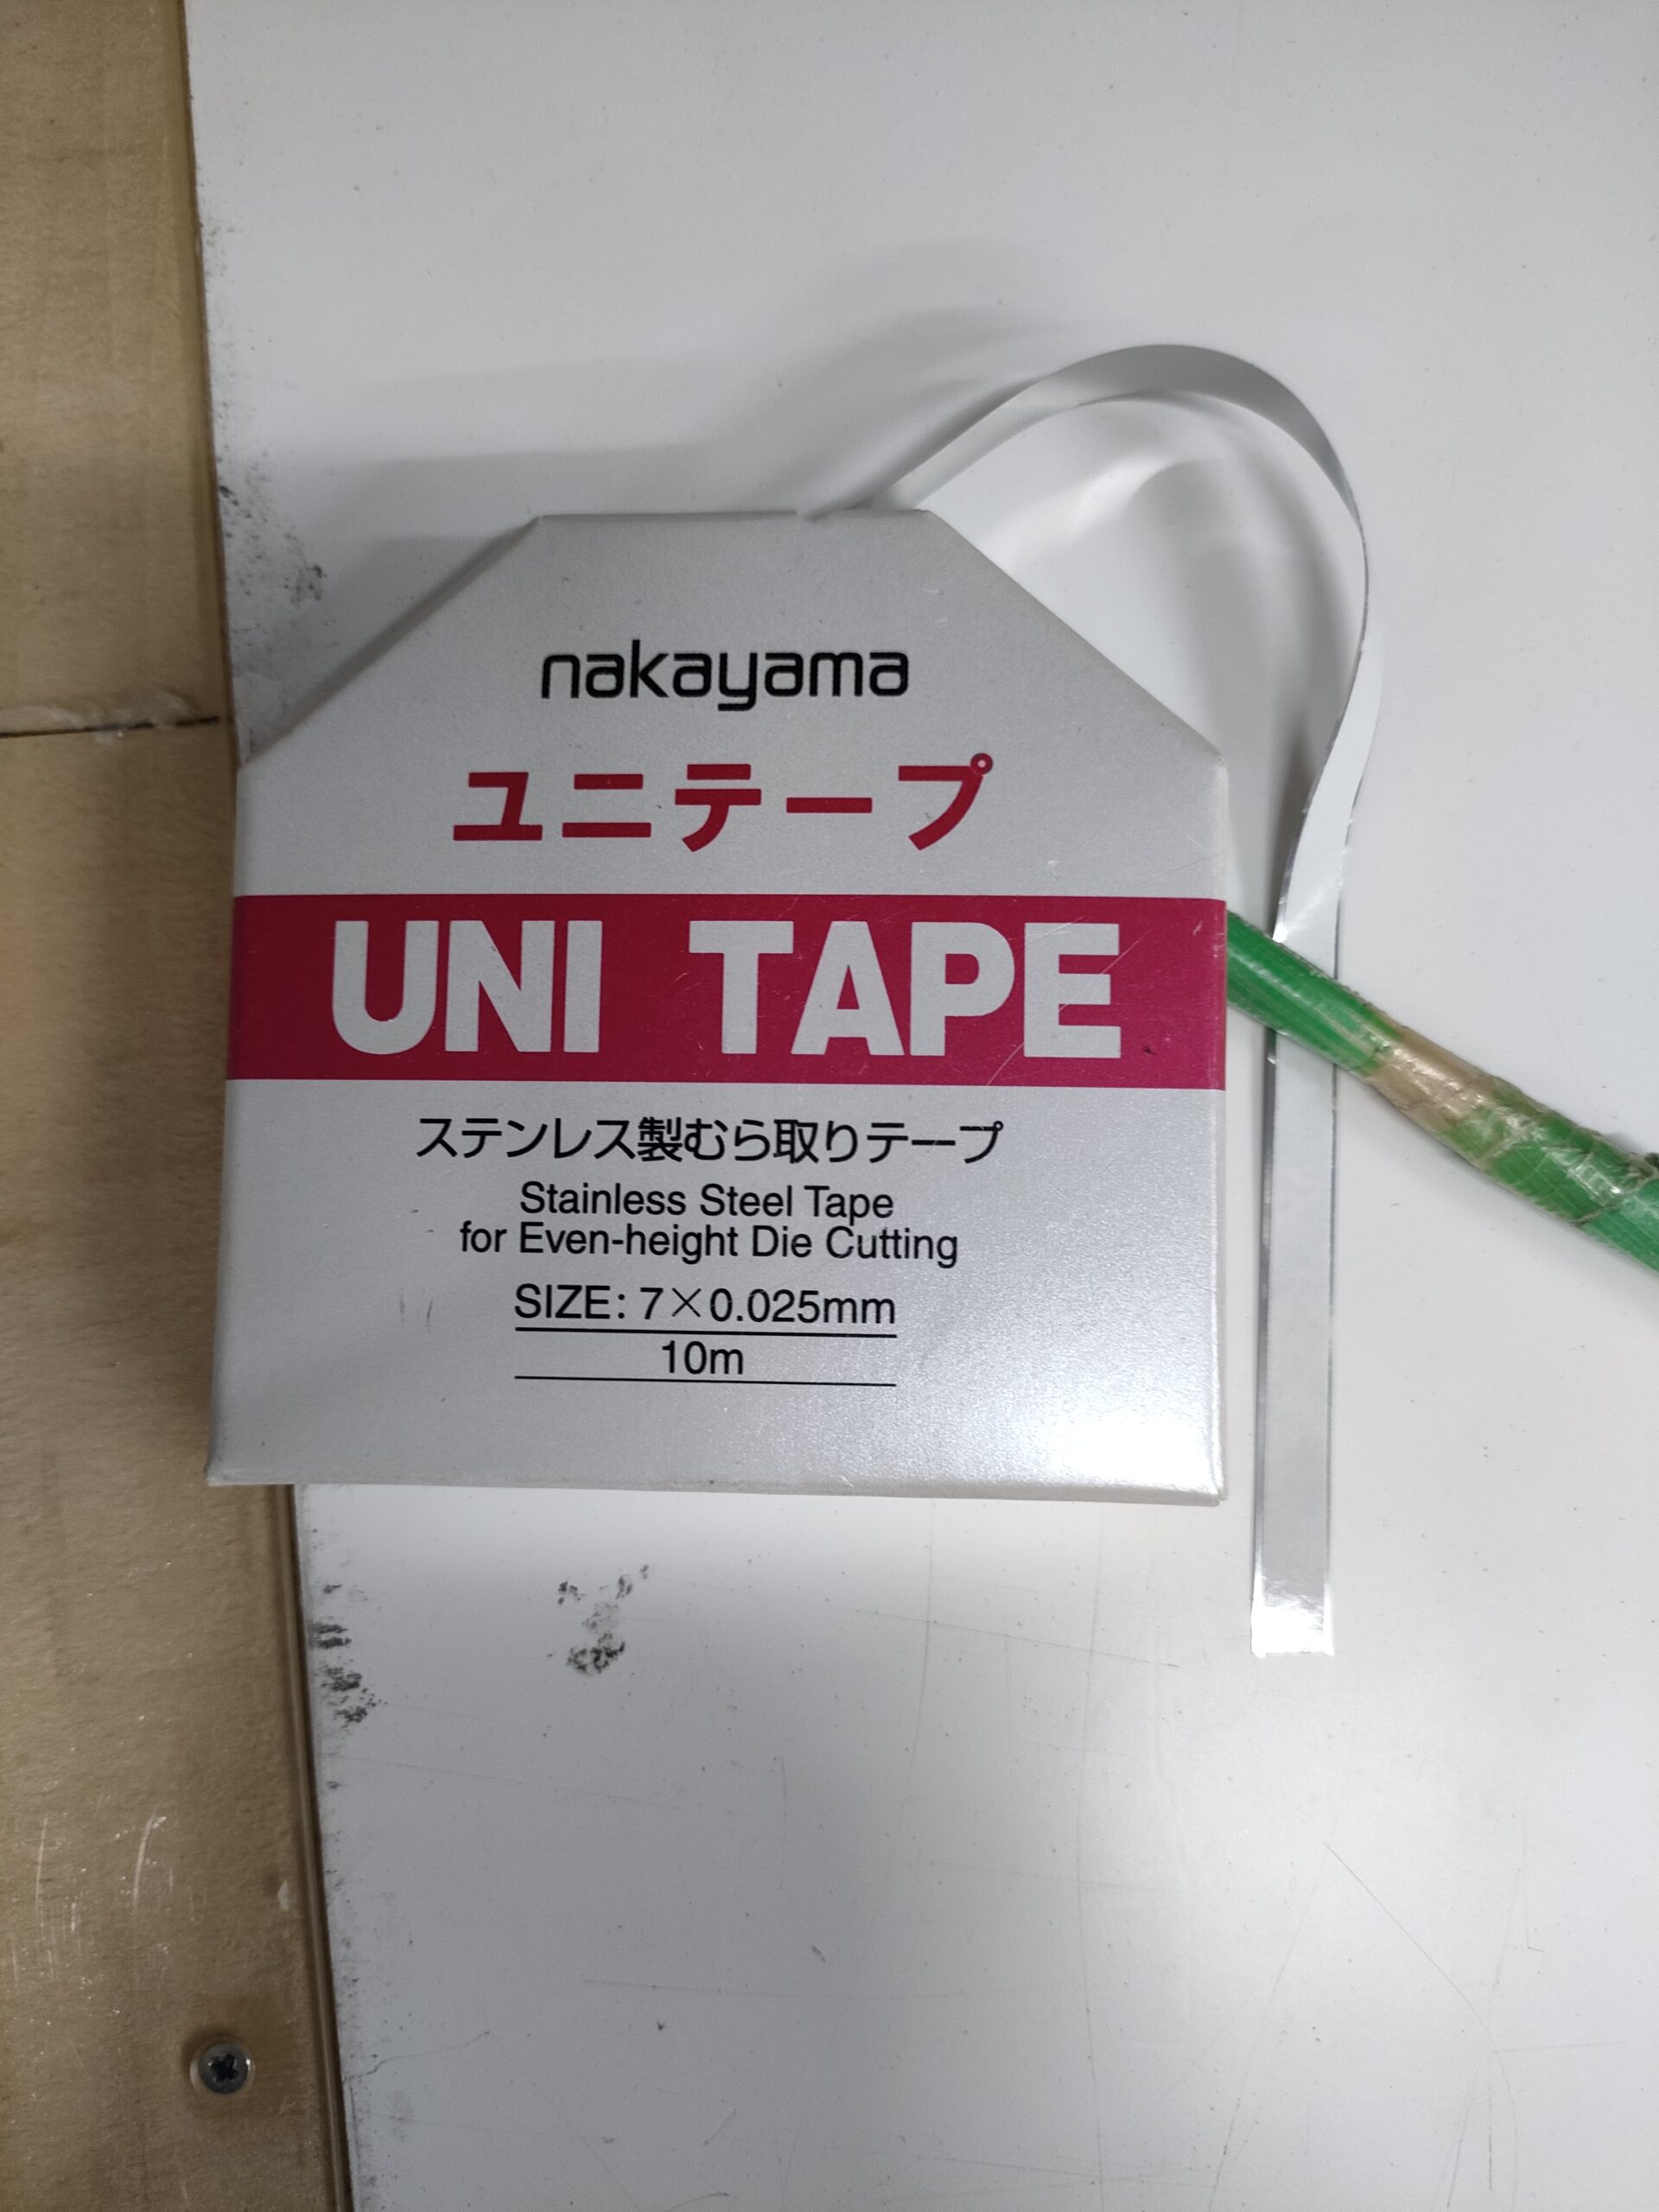 nakayama
ユニテープ
UNI TAPE
ステンレス製むら取りテープ
Stainless Steel Tape
for Even-height Die Cutting
SIZE: 7×0.025mm
10m